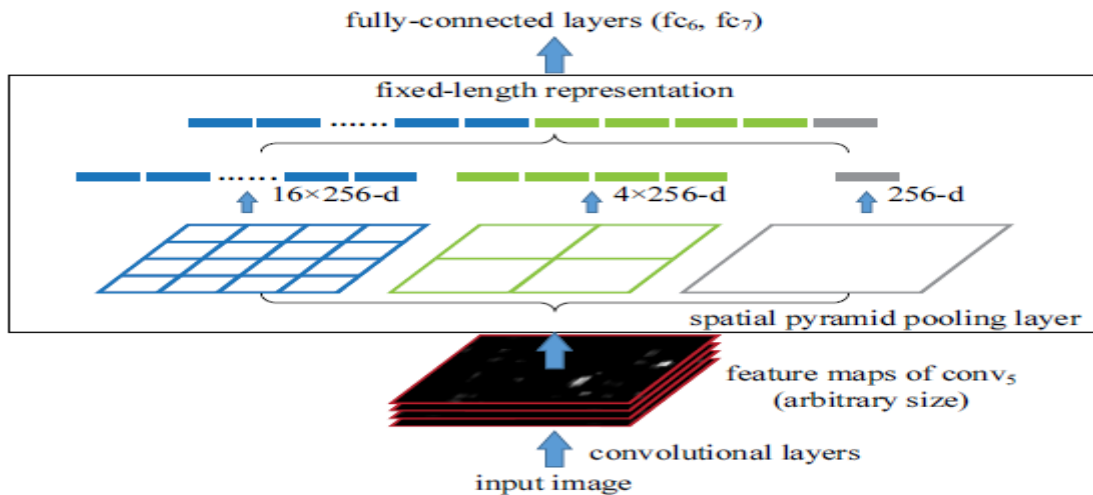 fully-connected layers (fc₆, fc₇)
fixed-length representation
......
......
16×256-d
4×256-d
256-d
spatial pyramid pooling layer
feature maps of conv₅
(arbitrary size)
convolutional layers
input image